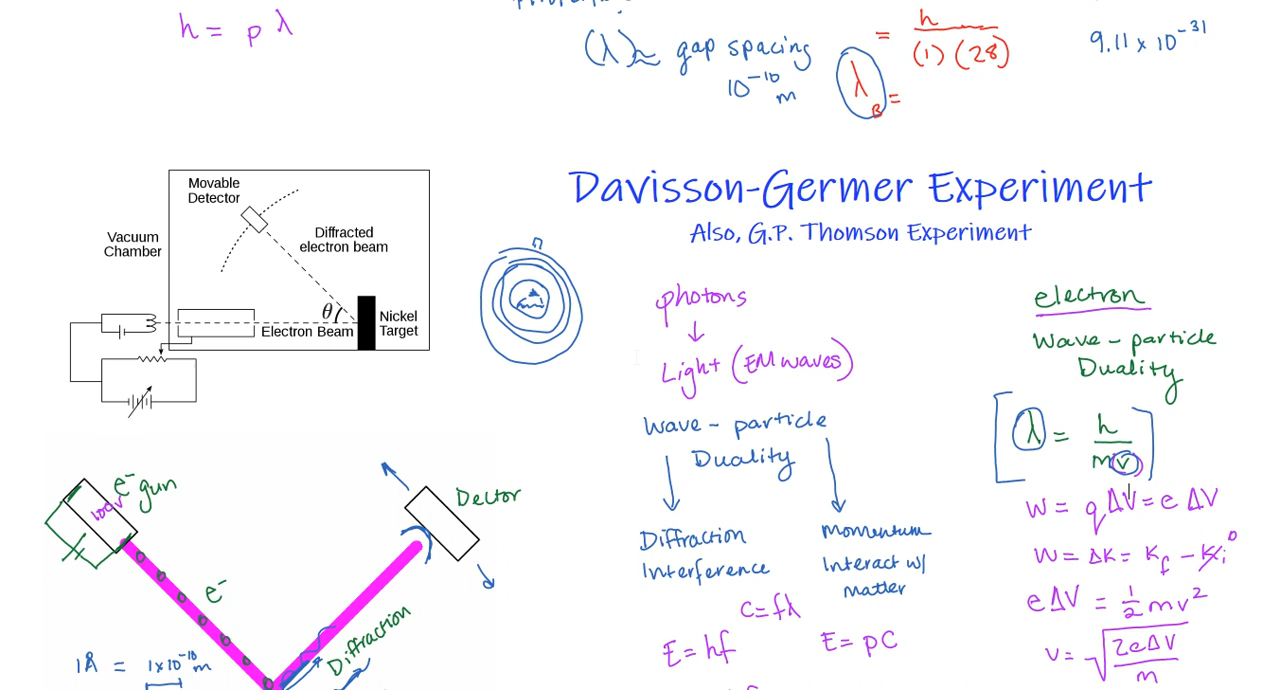 h = p λ
(λ) ≈ gap spacing
10⁻¹⁰ m
λ_B = 
= h / (1) (28)
9.11 x 10⁻³¹
Movable
Detector
Vacuum
Chamber
Diffracted
electron beam
θ
Electron Beam
Nickel
Target
Davisson-Germer Experiment
Also, G.P. Thomson Experiment
photons
Light (EM waves)
Wave - particle
Duality
Diffraction
Interference
Momentum
Interact w/
matter
c = fλ
E = hf
E = pC
electron
Wave - particle
Duality
λ = h / mv
W = qΔV = e ΔV
W = ΔK = K_f - K_i 0
eΔV = ½ mv²
v = √(2eΔV / m)
e⁻ gun
100V
Dector
e⁻
Diffraction
1Å = 1x10⁻¹⁰ m